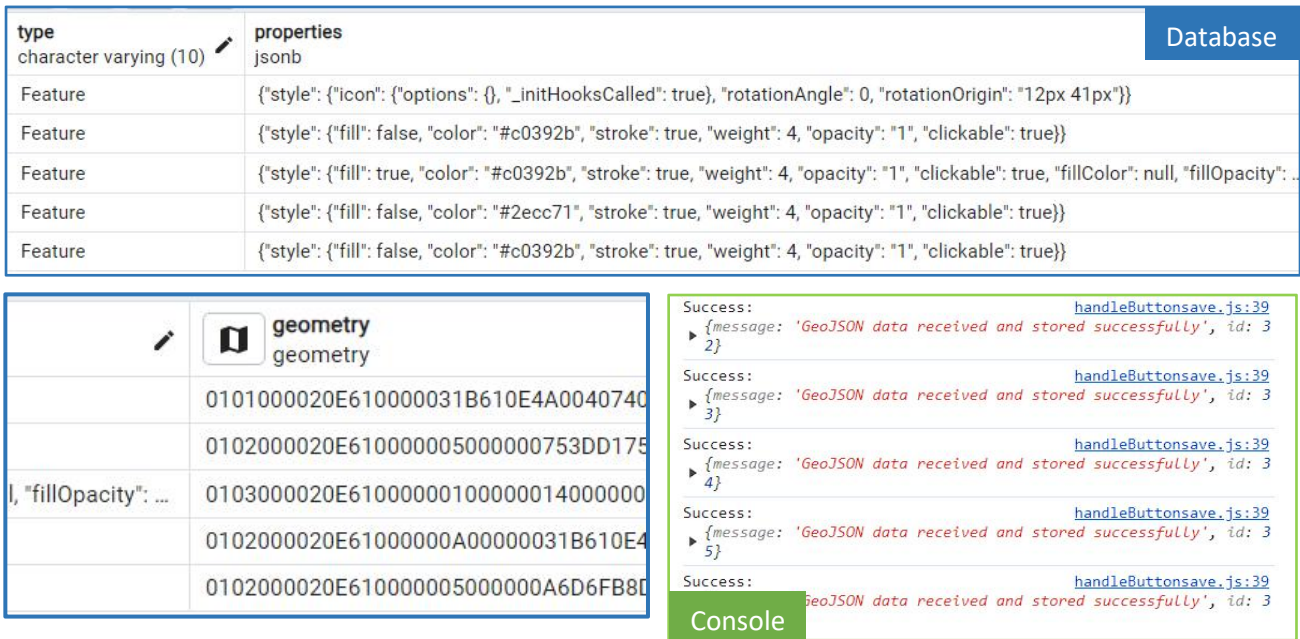 type
character varying (10)
properties
jsonb
Database
Feature {"style": {"icon": {"options": {}, "_initHooksCalled": true}, "rotationAngle": 0, "rotationOrigin": "12px 41px"}}
Feature {"style": {"fill": false, "color": "#c0392b", "stroke": true, "weight": 4, "opacity": "1", "clickable": true}}
Feature {"style": {"fill": true, "color": "#c0392b", "stroke": true, "weight": 4, "opacity": "1", "clickable": true, "fillColor": null, "fillOpacity": ...
Feature {"style": {"fill": false, "color": "#2ecc71", "stroke": true, "weight": 4, "opacity": "1", "clickable": true}}
Feature {"style": {"fill": false, "color": "#c0392b", "stroke": true, "weight": 4, "opacity": "1", "clickable": true}}
geometry
geometry
0101000020E610000031B610E4A0040740
0102000020E610000005000000753DD175
l, "fillOpacity": ... 0103000020E61000000100000014000000
0102000020E61000000A00000031B610E4
0102000020E610000005000000A6D6FB8D
Success: handleButtonsave.js:39
{message: 'GeoJSON data received and stored successfully', id: 3
2}
Success: handleButtonsave.js:39
{message: 'GeoJSON data received and stored successfully', id: 3
3}
Success: handleButtonsave.js:39
{message: 'GeoJSON data received and stored successfully', id: 3
4}
Success: handleButtonsave.js:39
{message: 'GeoJSON data received and stored successfully', id: 3
5}
Success: handleButtonsave.js:39
GeoJSON data received and stored successfully', id: 3
Console